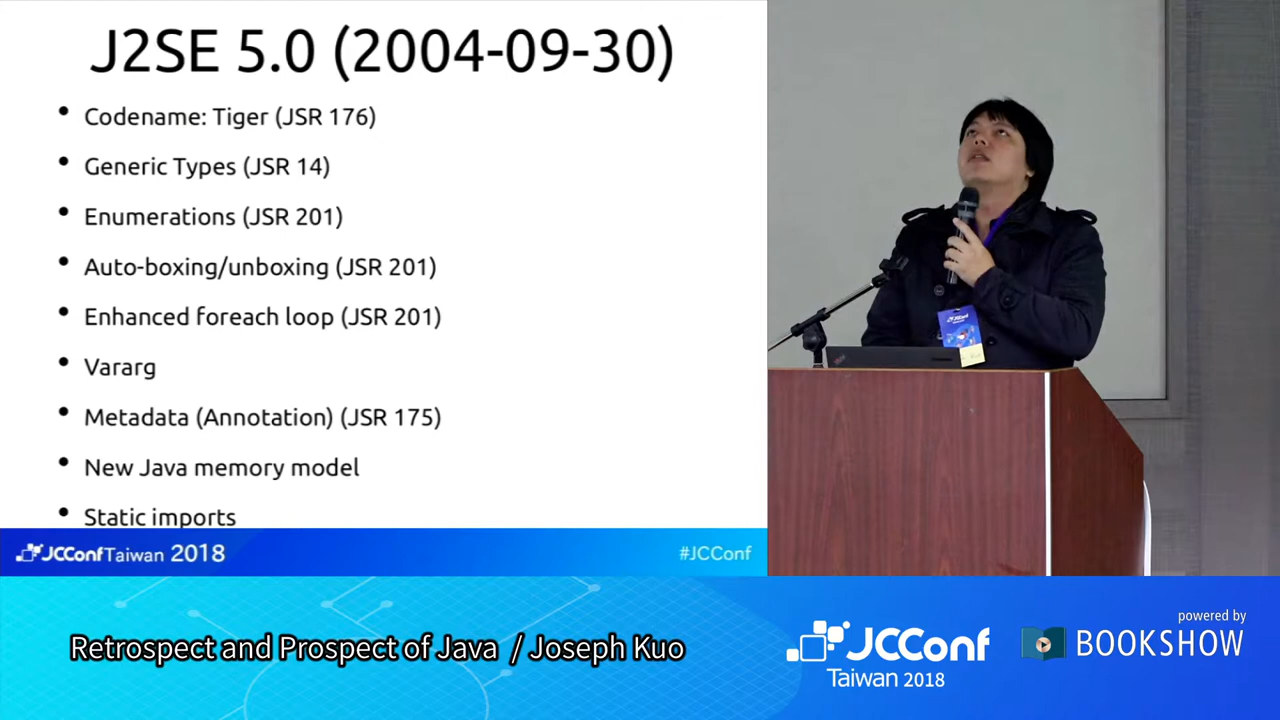 J2SE 5.0 (2004-09-30)
Codename: Tiger (JSR 176)
Generic Types (JSR 14)
Enumerations (JSR 201)
Auto-boxing/unboxing (JSR 201)
Enhanced foreach loop (JSR 201)
Vararg
Metadada (Annotation) (JSR 175)
New Java memory model
Static imports
JCConf Taiwan 2018
#JCConf
JCConf
Retrospect and Prospect of Java / Joseph Kuo
JCConf
Taiwan 2018
powered by
BOOKSHOW